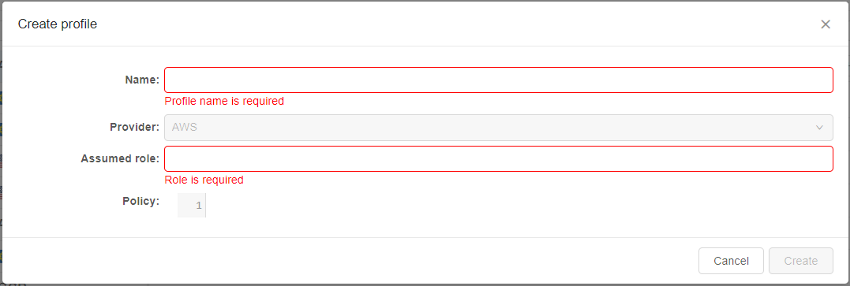 Create profile
Name:
Profile name is required
Provider: AWS
Assumed role:
Role is required
Policy: 1
Cancel Create